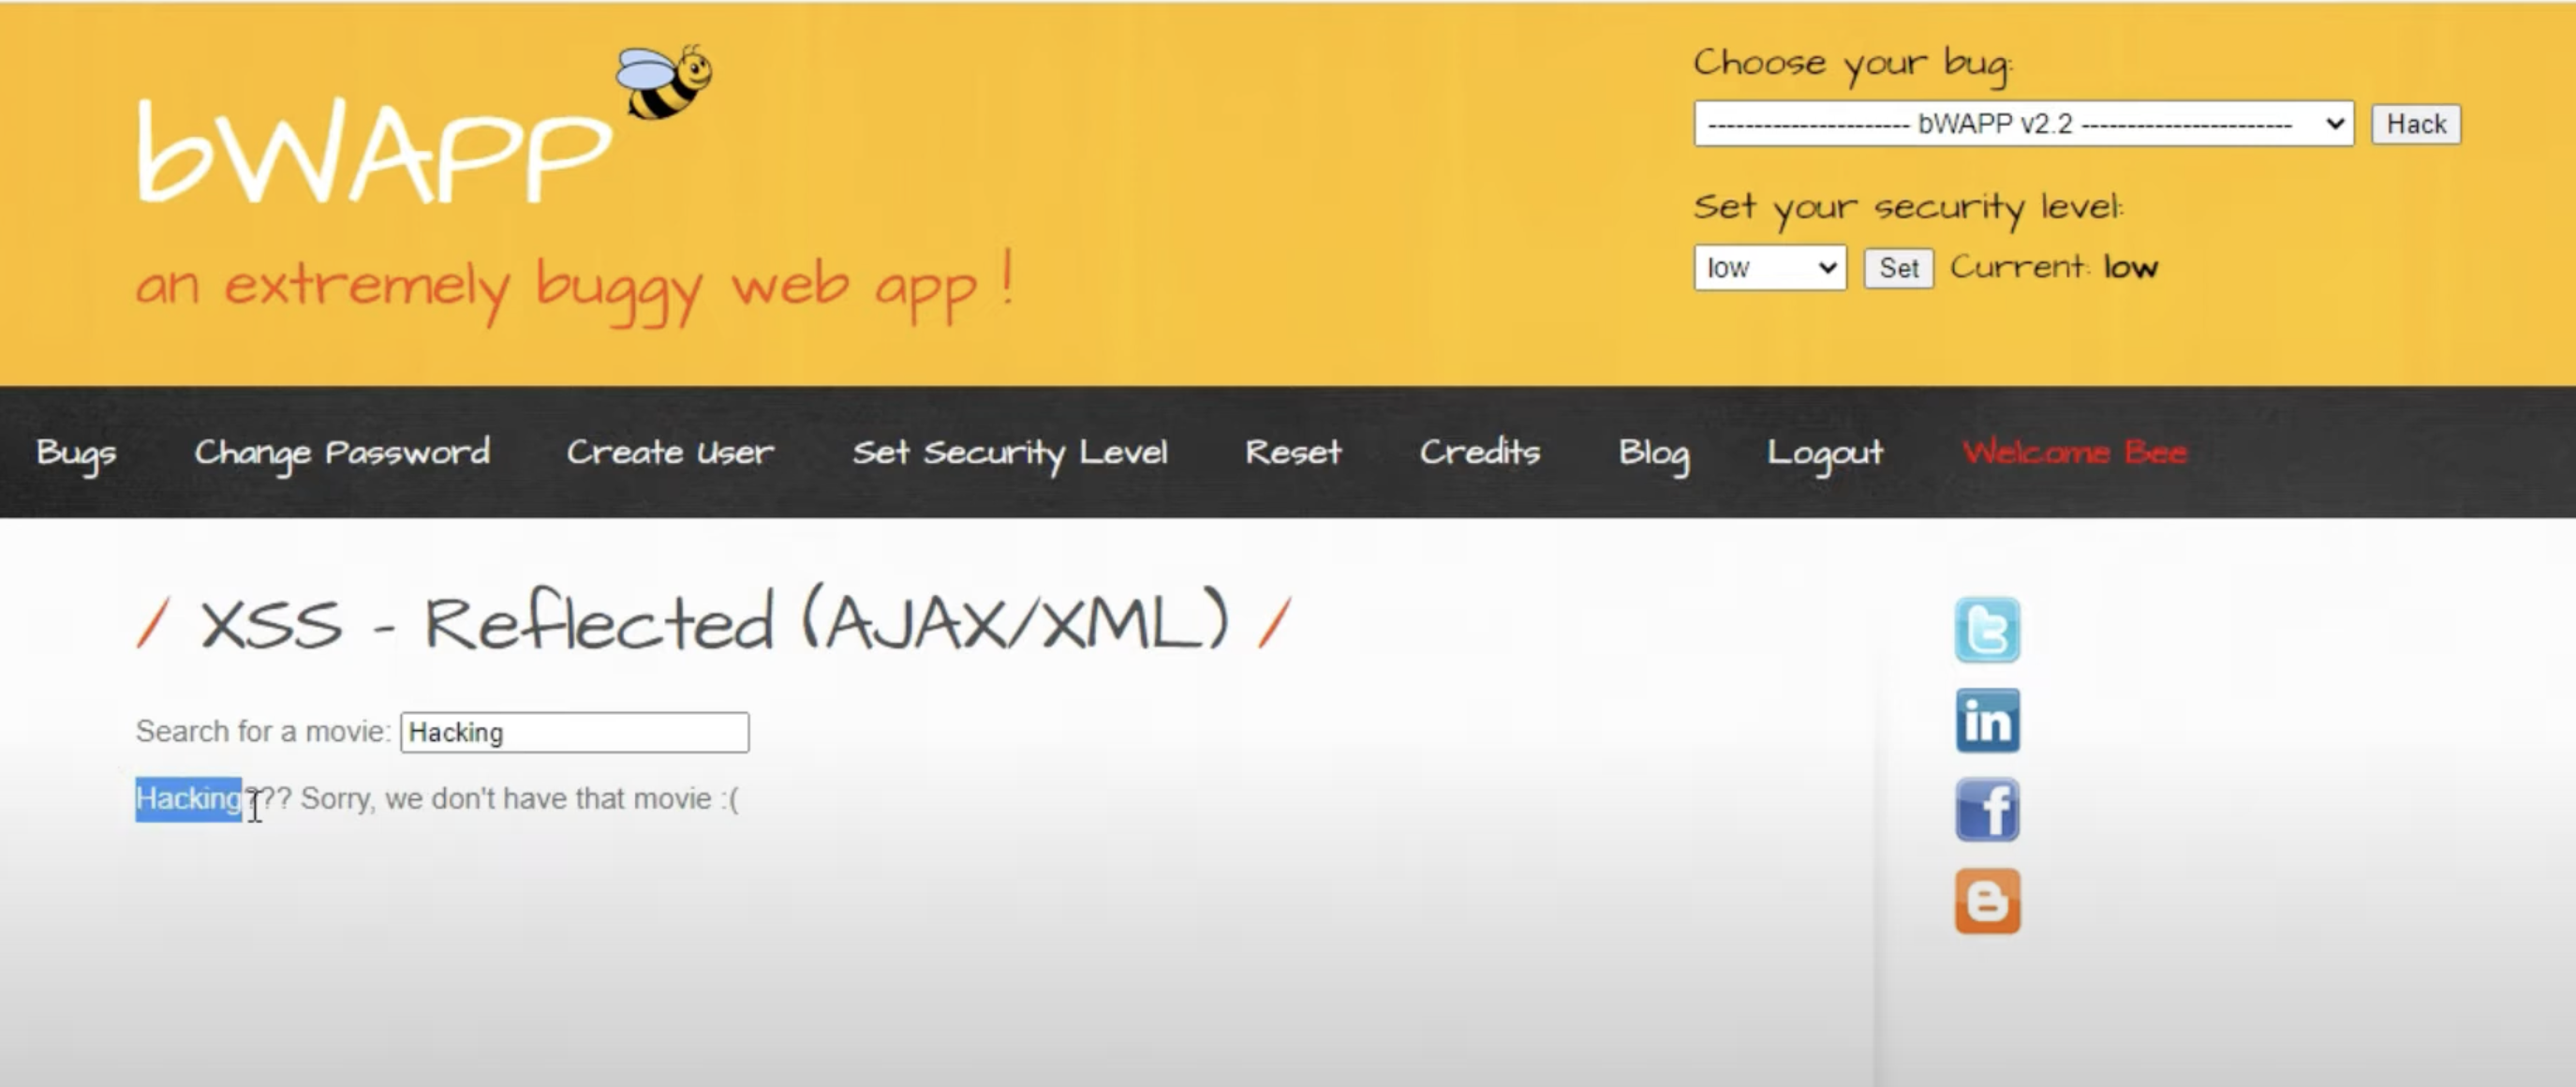 bWAPP
an extremely buggy web app !
Choose your bug:
---------------------- bWAPP v2.2 ----------------------- Hack
Set your security level:
low Set Current: low
Bugs Change Password Create User Set Security Level Reset Credits Blog Logout Welcome Bee
/ XSS - Reflected (AJAX/XML) /
Search for a movie: Hacking
Hacking??? Sorry, we don't have that movie :(
in
f
B